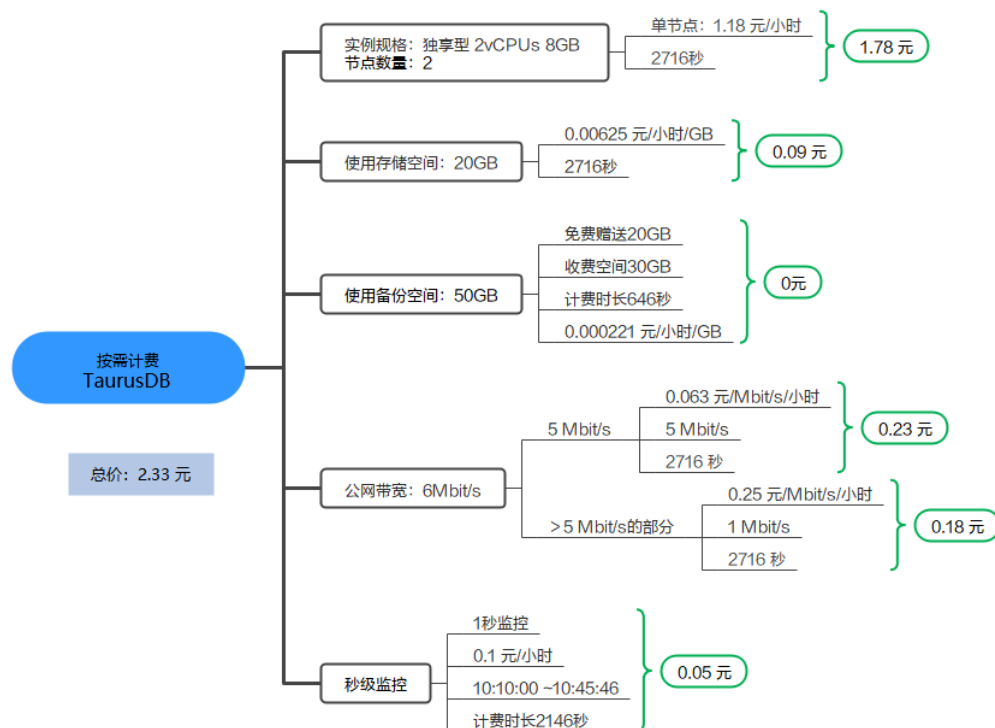 按需计费
TaurusDB
总价：2.33 元
实例规格：独享型 2vCPUs 8GB
节点数量：2
单节点：1.18 元/小时
2716秒
1.78 元
使用存储空间：20GB
0.00625 元/小时/GB
2716秒
0.09 元
使用备份空间：50GB
免费赠送20GB
收费空间30GB
计费时长646秒
0.000221 元/小时/GB
0元
公网带宽：6Mbit/s
5 Mbit/s
0.063 元/Mbit/s/小时
5 Mbit/s
2716 秒
0.23 元
＞5 Mbit/s的部分
0.25 元/Mbit/s/小时
1 Mbit/s
2716 秒
0.18 元
秒级监控
1秒监控
0.1 元/小时
10:10:00 ~10:45:46
计费时长2146秒
0.05 元